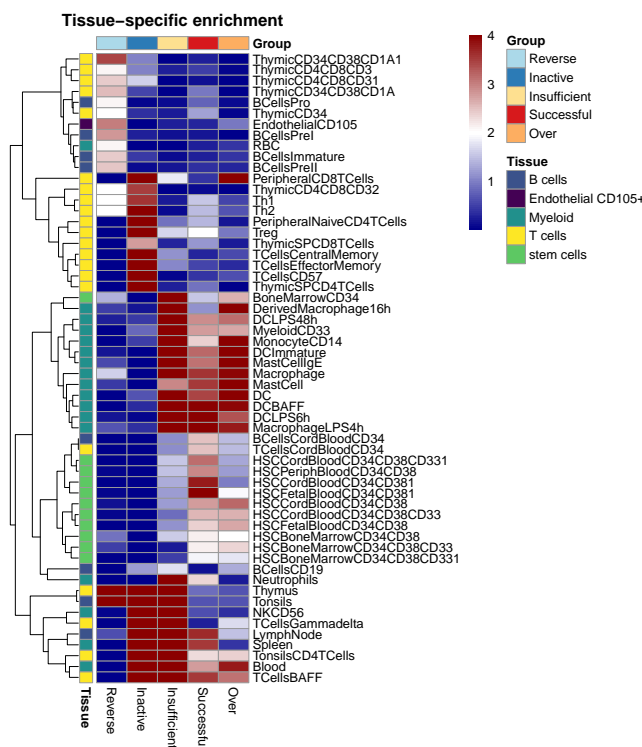 Tissue-specific enrichment
Group
ThymicCD34CD38CD1A1
ThymicCD4CD8CD3
ThymicCD4CD8CD31
ThymicCD34CD38CD1A
BCellsPro
ThymicCD34
EndothelialCD105
BCellsPreI
RBC
BCellsImmature
BCellsPreII
PeripheralCD8TCells
ThymicCD4CD8CD32
Th1
Th2
PeripheralNaiveCD4TCells
Treg
ThymicSPCD8TCells
TCellsCentralMemory
TCellsEffectorMemory
TCellsCD57
ThymicSPCD4TCells
BoneMarrowCD34
DerivedMacrophage16h
DCLPS48h
MyeloidCD33
MonocyteCD14
DCImmature
MastCellIgE
Macrophage
MastCell
DC
DCBAFF
DCLPS6h
MacrophageLPS4h
BCellsCordBloodCD34
TCellsCordBloodCD34
HSCCordBloodCD34CD38CD331
HSCPeriphBloodCD34CD38
HSCCordBloodCD34CD381
HSCFetalBloodCD34CD381
HSCCordBloodCD34CD38
HSCCordBloodCD34CD38CD33
HSCFetalBloodCD34CD38
HSCBoneMarrowCD34CD38
HSCBoneMarrowCD34CD38CD33
HSCBoneMarrowCD34CD38CD331
BCellsCD19
Neutrophils
Thymus
Tonsils
NKCD56
TCellsGammadelta
LymphNode
Spleen
TonsilsCD4TCells
Blood
TCellsBAFF
Tissue
Reverse
Inactive
Insufficient
Successful
Over
4
3
2
1
Group
Reverse
Inactive
Insufficient
Successful
Over
Tissue
B cells
Endothelial CD105+
Myeloid
T cells
stem cells